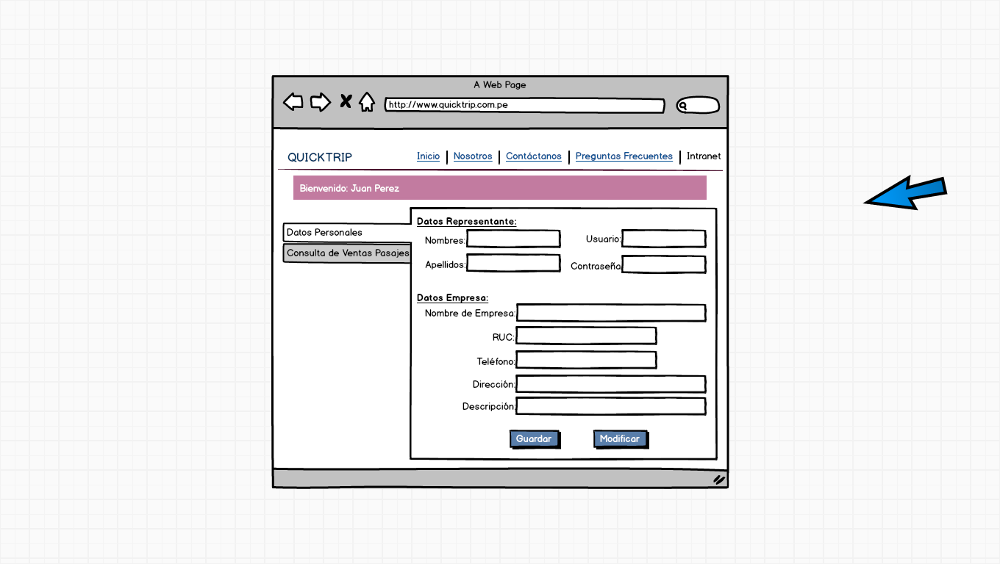 A Web Page
http://www.quicktrip.com.pe
QUICKTRIP
Inicio
Nosotros
Contáctanos
Preguntas Frecuentes
Intranet
Bienvenido: Juan Perez
Datos Personales
Consulta de Ventas Pasajes
Datos Representante:
Nombres:
Usuario:
Apellidos:
Contraseña
Datos Empresa:
Nombre de Empresa:
RUC:
Teléfono:
Dirección:
Descripción:
Guardar
Modificar